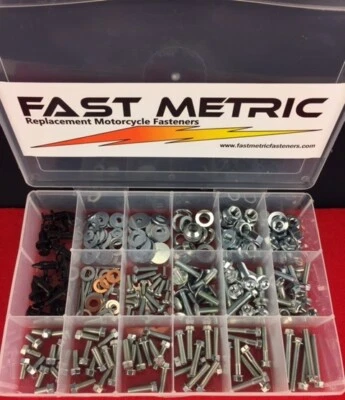 FAST METRIC
Replacement Motorcycle Fasteners
www.fastmetricfasteners.com